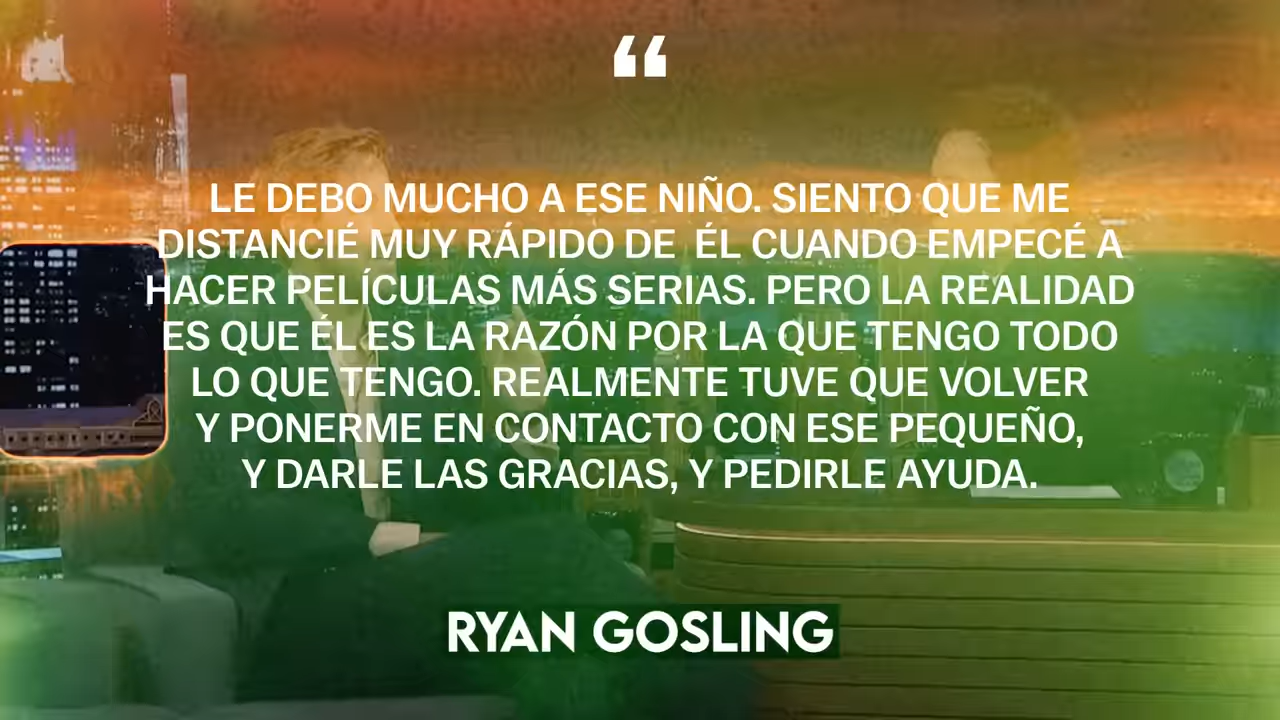 “
LE DEBO MUCHO A ESE NIÑO. SIENTO QUE ME
DISTANCIÉ MUY RÁPIDO DE ÉL CUANDO EMPECÉ A
HACER PELÍCULAS MÁS SERIAS. PERO LA REALIDAD
ES QUE ÉL ES LA RAZÓN POR LA QUE TENGO TODO
LO QUE TENGO. REALMENTE TUVE QUE VOLVER
Y PONERME EN CONTACTO CON ESE PEQUEÑO,
Y DARLE LAS GRACIAS, Y PEDIRLE AYUDA.
RYAN GOSLING